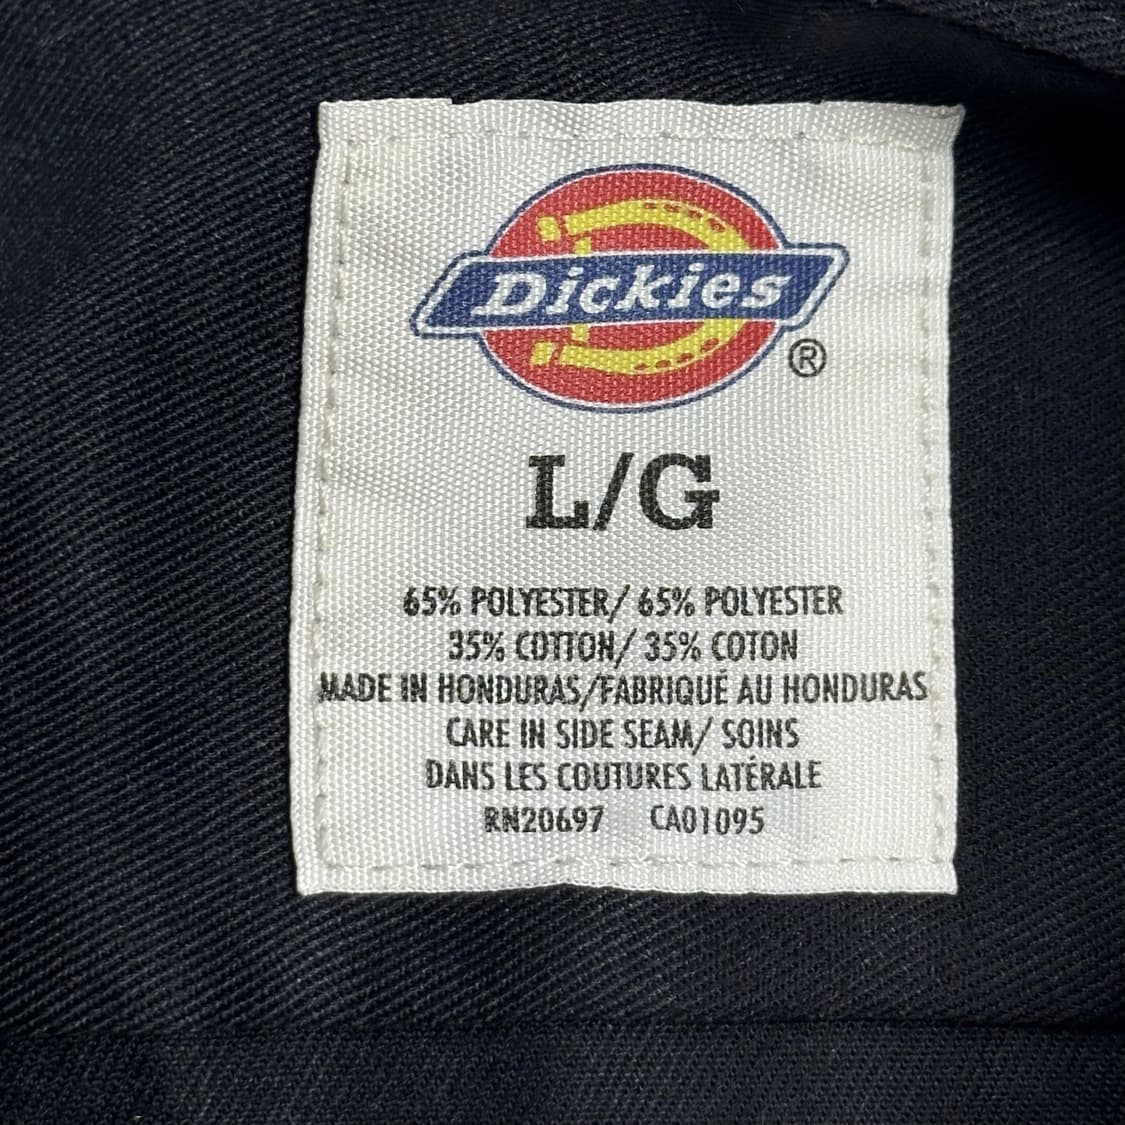 Dickies
®
L/G
65% POLYESTER/ 65% POLYESTER
35% COTTON/ 35% COTON
MADE IN HONDURAS/FABRIQUÉ AU HONDURAS
CARE IN SIDE SEAM/ SOINS
DANS LES COUTURES LATÉRALE
RN20697 CA01095